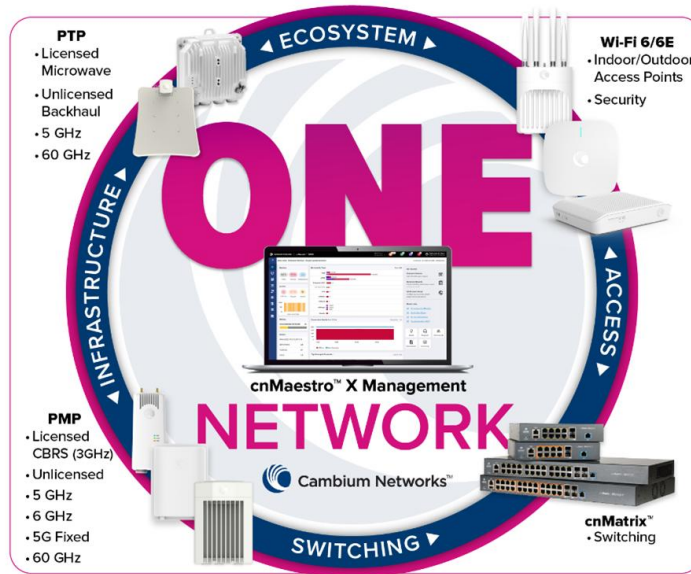 PTP
• Licensed
Microwave
• Unlicensed
Backhaul
• 5 GHz
• 60 GHz
ECOSYSTEM
Wi-Fi 6/6E
• Indoor/Outdoor
Access Points
• Security
ONE
INFRASTRUCTURE
ACCESS
cnMaestro™ X Management
NETWORK
PMP
• Licensed
CBRS (3GHz)
• Unlicensed
• 5 GHz
• 6 GHz
• 5G Fixed
• 60 GHz
Cambium Networks™
cnMatrix™
• Switching
SWITCHING